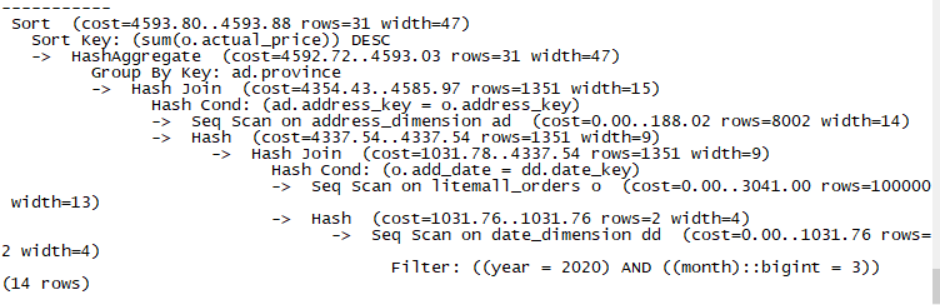 -----------
Sort  (cost=4593.80..4593.88 rows=31 width=47)
Sort Key: (sum(o.actual_price)) DESC
->  HashAggregate  (cost=4592.72..4593.03 rows=31 width=47)
Group By Key: ad.province
->  Hash Join  (cost=4354.43..4585.97 rows=1351 width=15)
Hash Cond: (ad.address_key = o.address_key)
->  Seq Scan on address_dimension ad  (cost=0.00..188.02 rows=8002 width=14)
->  Hash  (cost=4337.54..4337.54 rows=1351 width=9)
->  Hash Join  (cost=1031.78..4337.54 rows=1351 width=9)
Hash Cond: (o.add_date = dd.date_key)
->  Seq Scan on litemall_orders o  (cost=0.00..3041.00 rows=100000
width=13)
->  Hash  (cost=1031.76..1031.76 rows=2 width=4)
->  Seq Scan on date_dimension dd  (cost=0.00..1031.76 rows=
2 width=4)
Filter: ((year = 2020) AND ((month)::bigint = 3))
(14 rows)